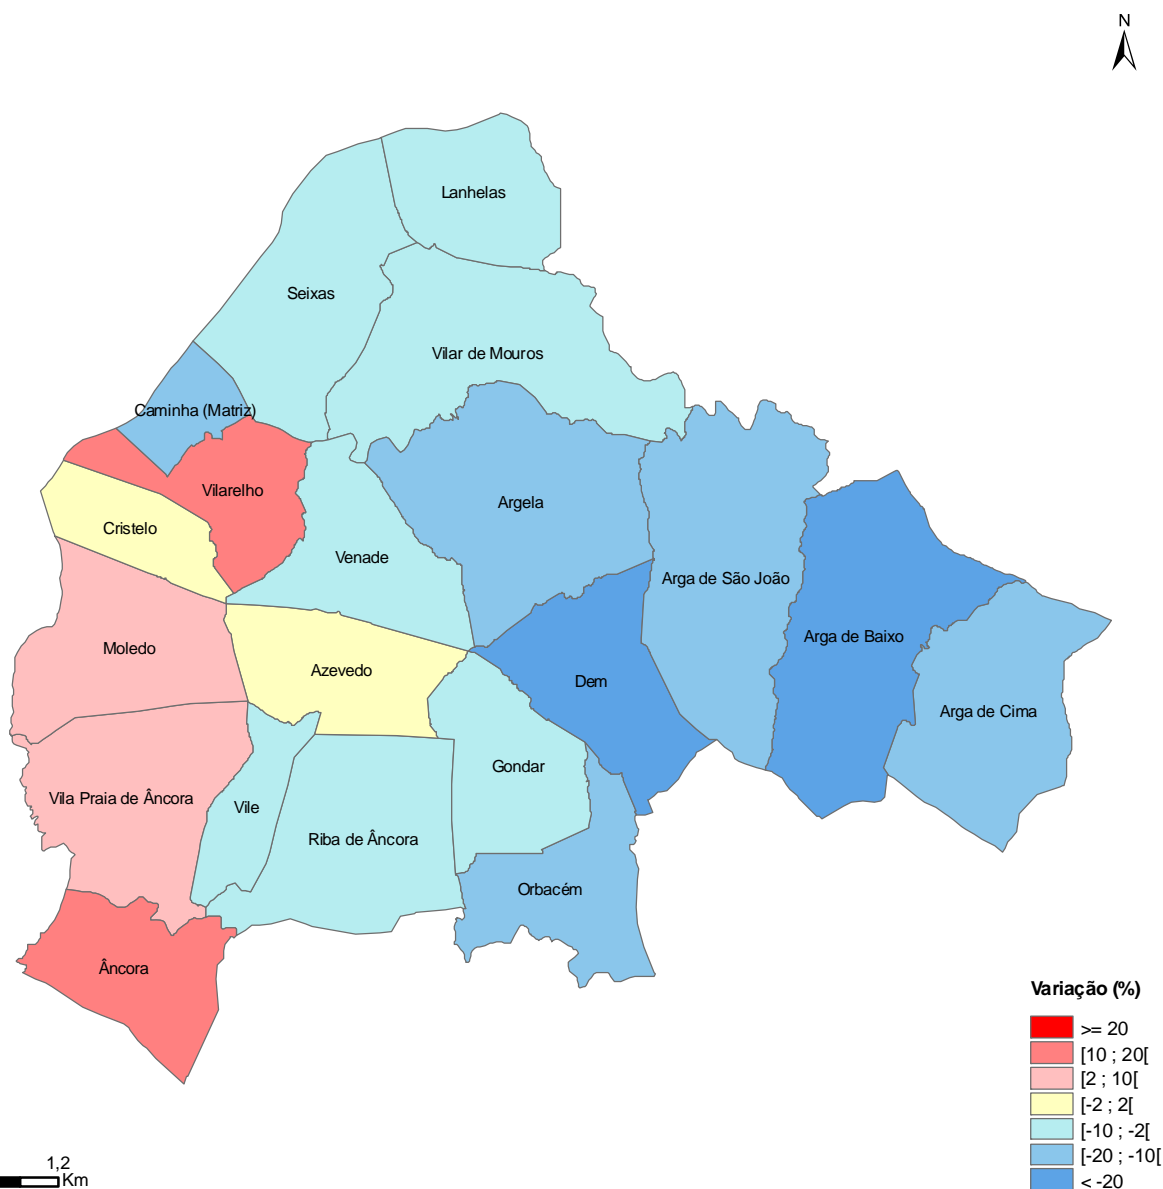 N
Lanhelas
Seixas
Vilar de Mouros
Caminha (Matriz)
Vilarelho
Argela
Cristelo
Venade
Arga de São João
Arga de Baixo
Moledo
Azevedo
Dem
Arga de Cima
Gondar
Vila Praia de Âncora
Vile
Riba de Âncora
Orbacém
Âncora
Variação (%)
>= 20
[10 ; 20[
[2 ; 10[
[-2 ; 2[
[-10 ; -2[
[-20 ; -10[
< -20
1,2
Km